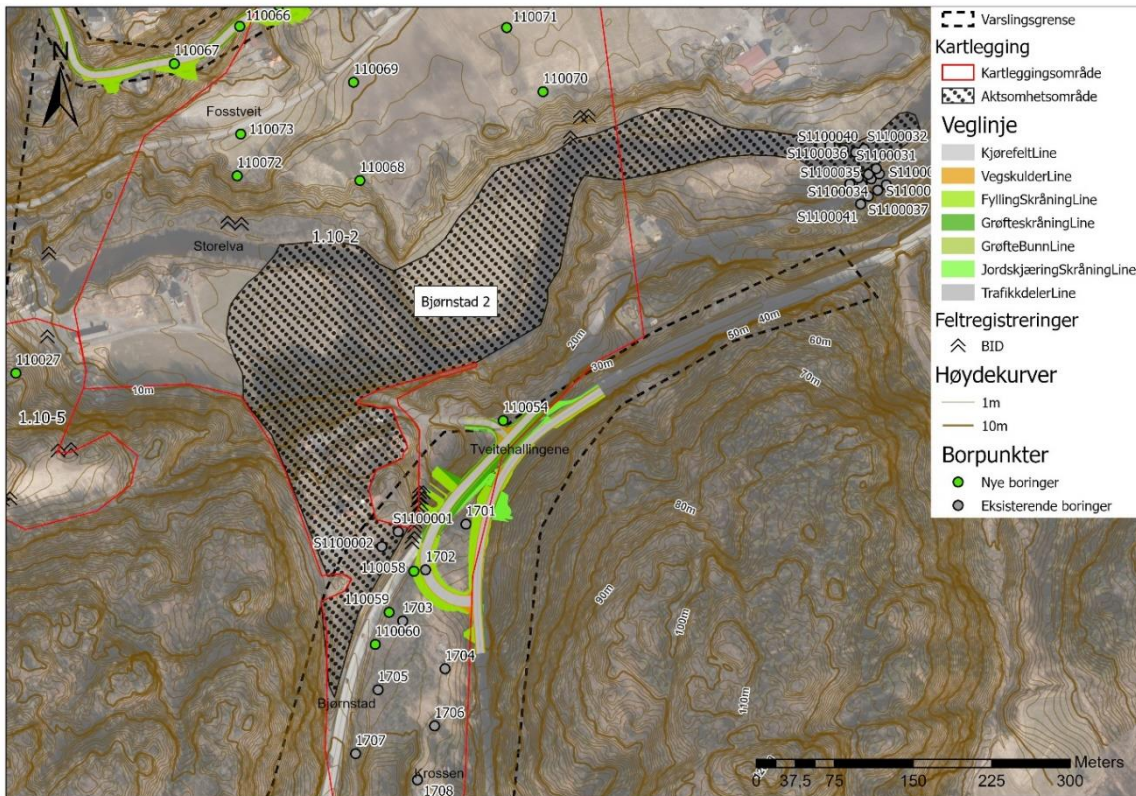 110066
110071
110067
N
110069
110070
Fosstveit
110073
110072
110068
S1100040
S1100032
S1100036
S1100031
S1100035
S1100034
S1100037
S1100041
Storelva
1.10-2
Bjørnstad 2
110027
10m
1.10-5
20m
30m
50m
40m
60m
70m
110054
Tveitehallingene
80m
S1100001
1701
S1100002
110058
1702
110059
1703
110060
90m
100m
110m
1704
1705
Bjørnstad
1706
1707
Krossen
1708
Varslingsgrense
Kartlegging
Kartleggingsområde
Aktsomhetsområde
Veglinje
KjørefeltLine
VegskulderLine
FyllingSkråningLine
GrøfteskråningLine
GrøfteBunnLine
JordskjæringSkråningLine
TrafikkdelerLine
Feltregistreringer
BID
Høydekurver
1m
10m
Borpunkter
Nye boringer
Eksisterende boringer
Meters
0 37,5 75 150 225 300